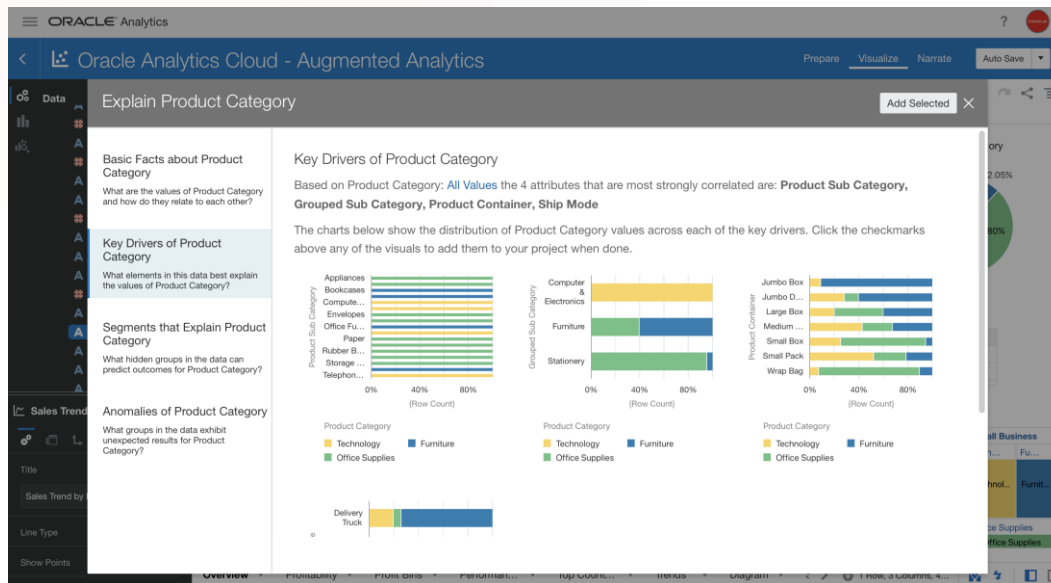 ORACLE Analytics
?
Oracle Analytics Cloud - Augmented Analytics
Prepare Visualize Narrate
Auto Save
Data
Explain Product Category
Add Selected
Basic Facts about Product
Category
What are the values of Product Category
and how do they relate to each other?
Key Drivers of Product
Category
What elements in this data best explain
the values of Product Category?
Segments that Explain Product
Category
What hidden groups in the data can
predict outcomes for Product Category?
Anomalies of Product Category
What groups in the data exhibit
unexpected results for Product
Category?
Key Drivers of Product Category
Based on Product Category: All Values the 4 attributes that are most strongly correlated are: Product Sub Category,
Grouped Sub Category, Product Container, Ship Mode
The charts below show the distribution of Product Category values across each of the key drivers. Click the checkmarks
above any of the visuals to add them to your project when done.
Product Sub Category
Appliances
Bookcases
Compute...
Envelopes
Office Fu...
Paper
Rubber B...
Storage ...
Telephon...
0% 40% 80%
(Row Count)
Product Category
Technology Furniture
Office Supplies
Grouped Sub Category
Computer
&
Electronics
Furniture
Stationery
0% 40% 80%
(Row Count)
Product Category
Technology Furniture
Office Supplies
Product Container
Jumbo Box
Jumbo D...
Large Box
Medium ...
Small Box
Small Pack
Wrap Bag
0% 40% 80%
(Row Count)
Product Category
Technology Furniture
Office Supplies
Delivery
Truck
Sales Trend
Title
Sales Trend by
Line Type
Show Points
ory
2.05%
80%
all Business
Fu...
hnol... Furnit...
ce Supplies
ffice Supplies
Overview Profitability Profit Bins Performan... Top Count... Trends Diagram
1 Row, 3 Columns, 4...